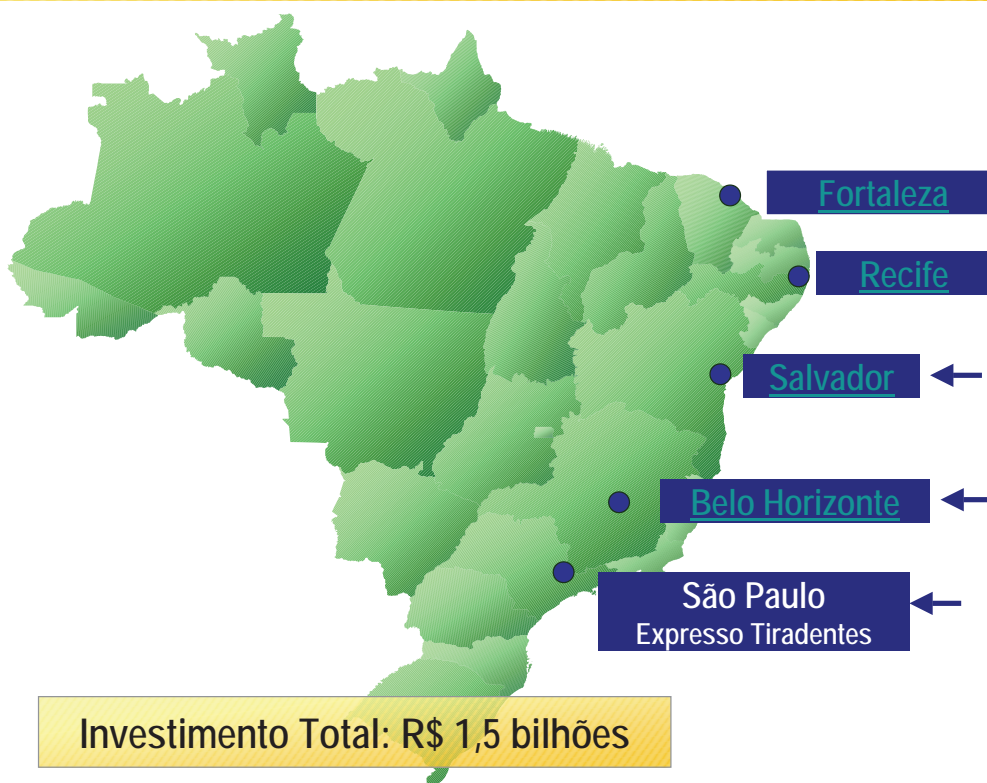 Fortaleza
Recife
Salvador
Belo Horizonte
São Paulo
Expresso Tiradentes
Investimento Total: R$ 1,5 bilhões